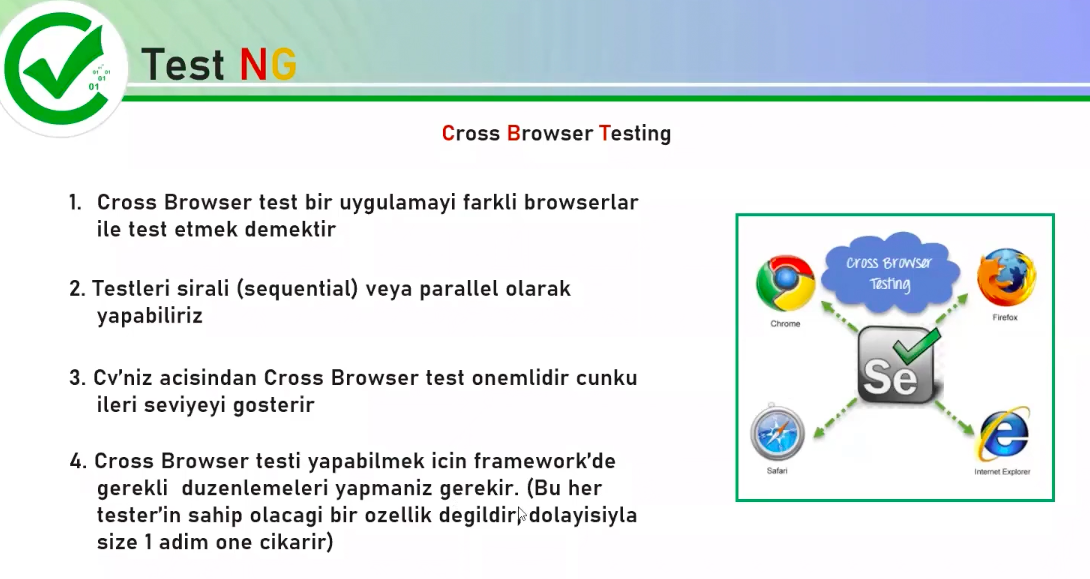 Test NG
Cross Browser Testing
1. Cross Browser test bir uygulamayi farkli browserlar
ile test etmek demektir
2. Testleri sirali (sequential) veya parallel olarak
yapabiliriz
3. Cv'niz acisindan Cross Browser test onemlidir cunku
ileri seviyeyi gosterir
4. Cross Browser testi yapabilmek icin framework'de
gerekli duzenlemeleri yapmaniz gerekir. (Bu her
tester'in sahip olacagi bir ozellik degildir, dolayisiyla
size 1 adim one cikarir)
Cross Browser
Testing
Chrome
Firefox
Se
Safari
Internet Explorer
01 01
01
01